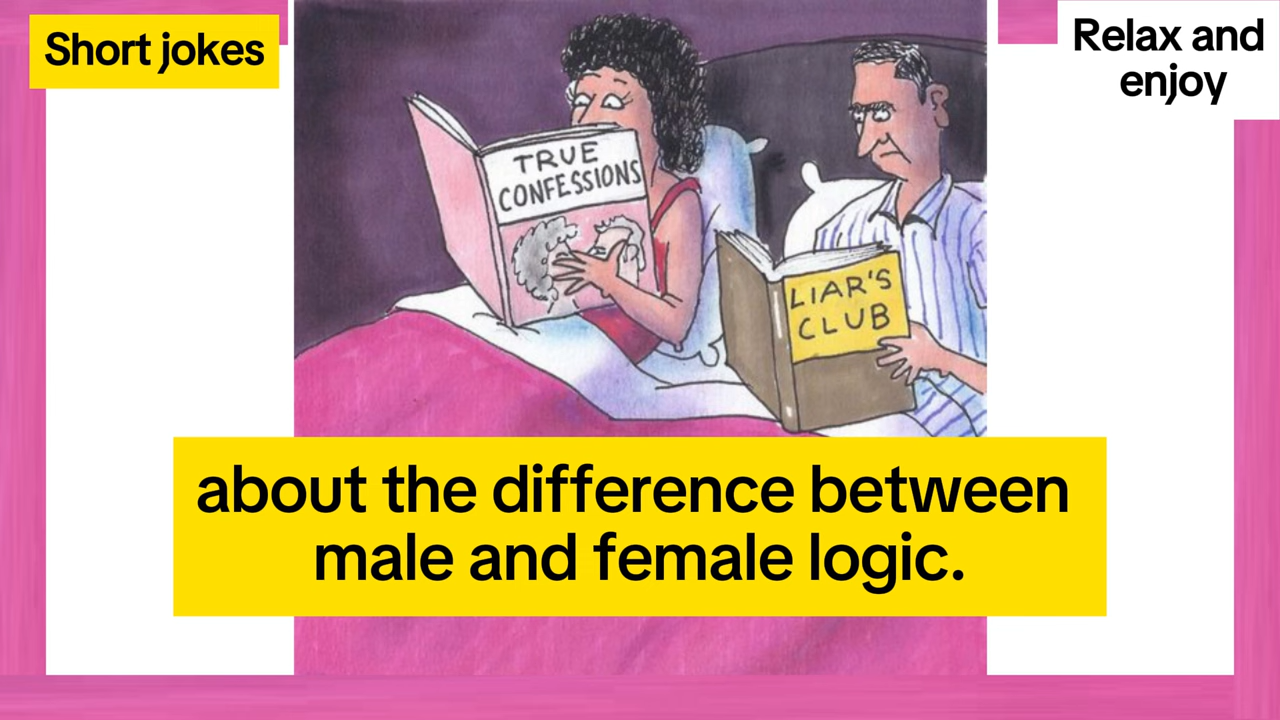 Short jokes
Relax and
enjoy
TRUE
CONFESSIONS
LIAR'S
CLUB
about the difference between
male and female logic.